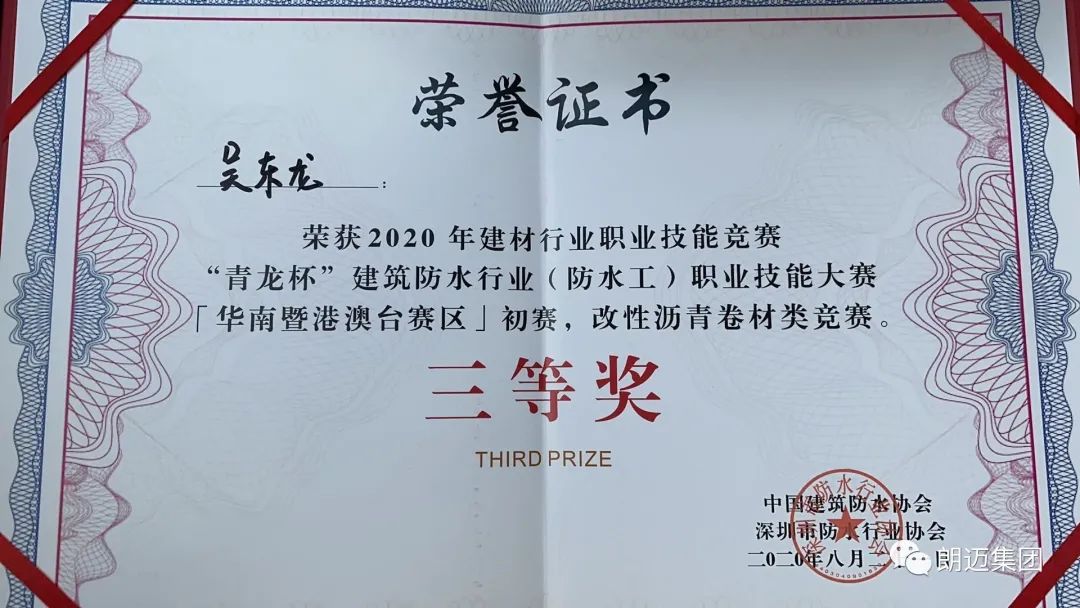 荣誉证书
吴东龙：
荣获2020年建材行业职业技能竞赛
“青龙杯”建筑防水行业（防水工）职业技能大赛
「华南暨港澳台赛区」初赛，改性沥青卷材类竞赛。
三等奖
THIRD PRIZE
中国建筑防水协会
深圳市防水行业协会
二〇二〇年八月二
朗迈集团